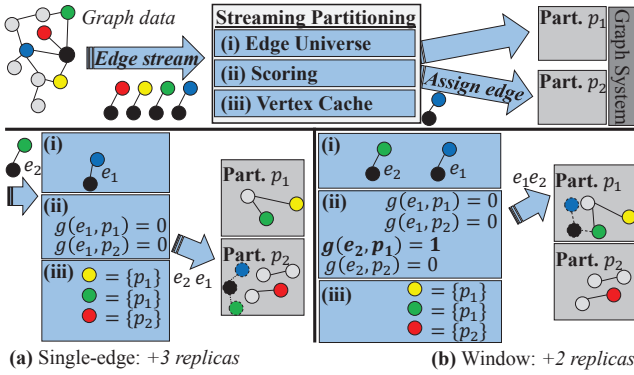 Graph data
Edge stream
Streaming Partitioning
(i) Edge Universe
(ii) Scoring
(iii) Vertex Cache
Assign edge
Part. p₁
Part. p₂
Graph System
(i)
e₂
e₁
(ii)
g(e₁, p₁) = 0
g(e₁, p₂) = 0
(iii)
= {p₁}
= {p₁}
= {p₂}
e₂ e₁
Part. p₁
Part. p₂
(a) Single-edge: +3 replicas
(i)
e₂
e₁
(ii)
g(e₁, p₁) = 0
g(e₁, p₂) = 0
g(e₂, p₁) = 1
g(e₂, p₂) = 0
(iii)
= {p₁}
= {p₁}
= {p₂}
e₁e₂
Part. p₁
Part. p₂
(b) Window: +2 replicas